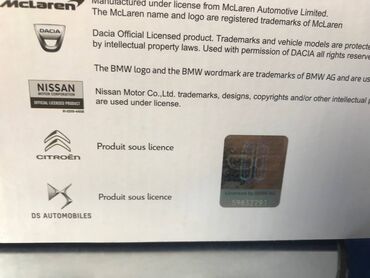 McLaren
Manufactured under license from McLaren Automotive Limited.
The McLaren name and logo are registered trademarks of McLaren
DACIA
Dacia Official Licensed product. Trademarks and vehicle models are protecte
by intellectual property laws. Used with permission of DACIA all rights reserve
The BMW logo and the BMW wordmark are trademarks of BMW AG and are us
NISSAN
MOTOR CORPORATION
OFFICIAL LICENSED PRODUCT
Nissan Motor Co.,Ltd. trademarks, designs, copyrights and/or other intellectual p
are used under license.
CITROËN
Produit sous licence
DS AUTOMOBILES
Produit sous licence